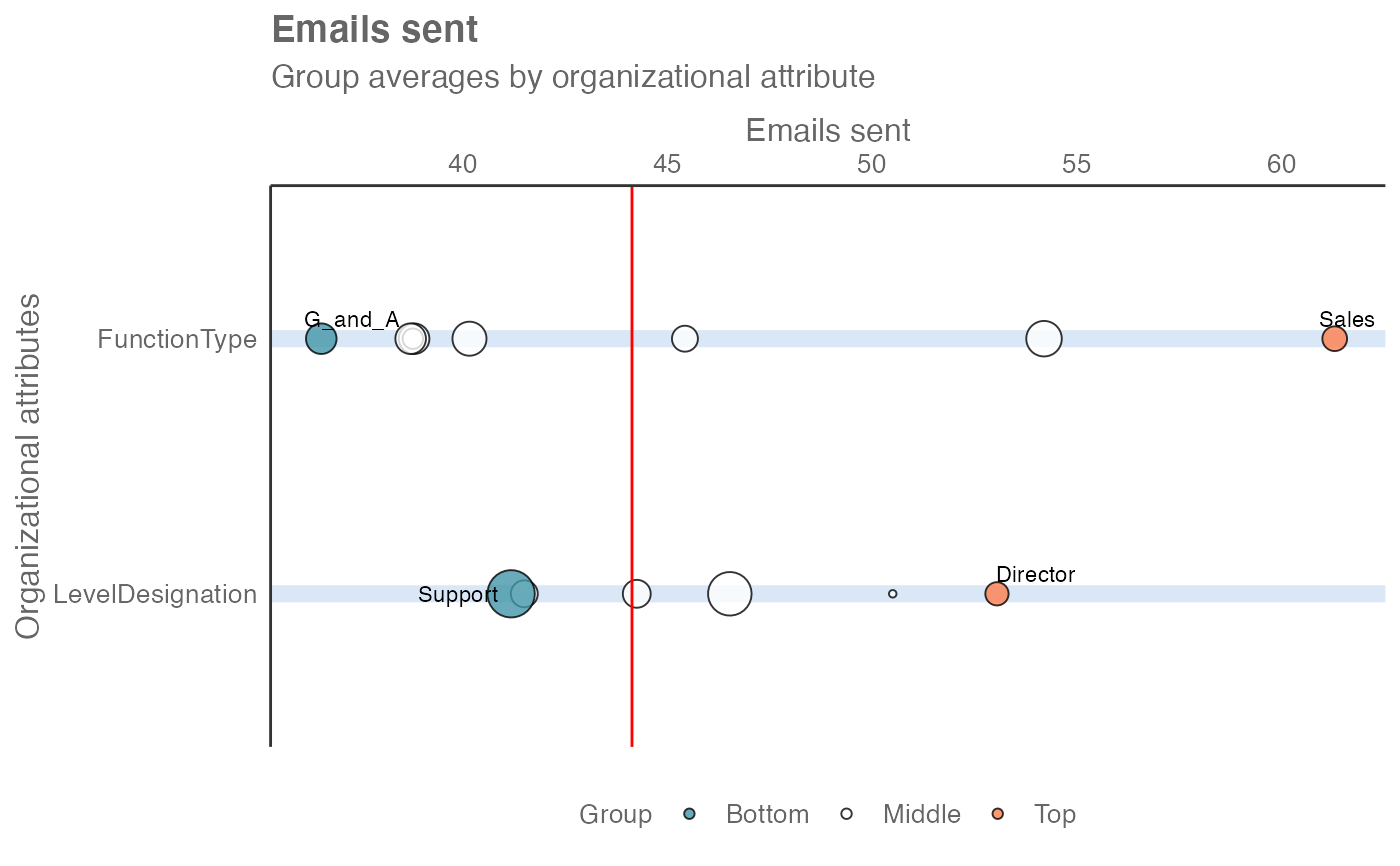 Emails sent
Group averages by organizational attribute
Emails sent
40 45 50 55 60
Organizational attributes
FunctionType
G_and_A
Sales
LevelDesignation
Support
Director
Group Bottom Middle Top